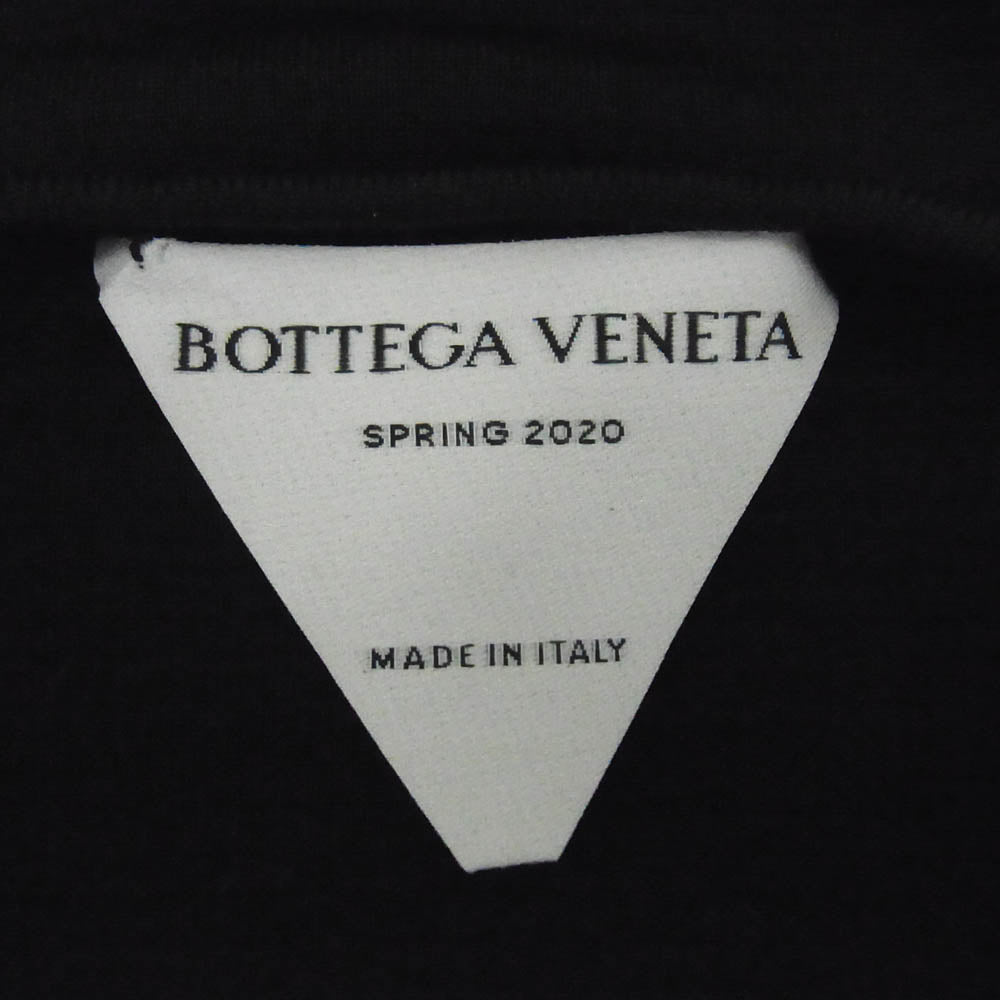 BOTTEGA VENETA
SPRING 2020
MADE IN ITALY